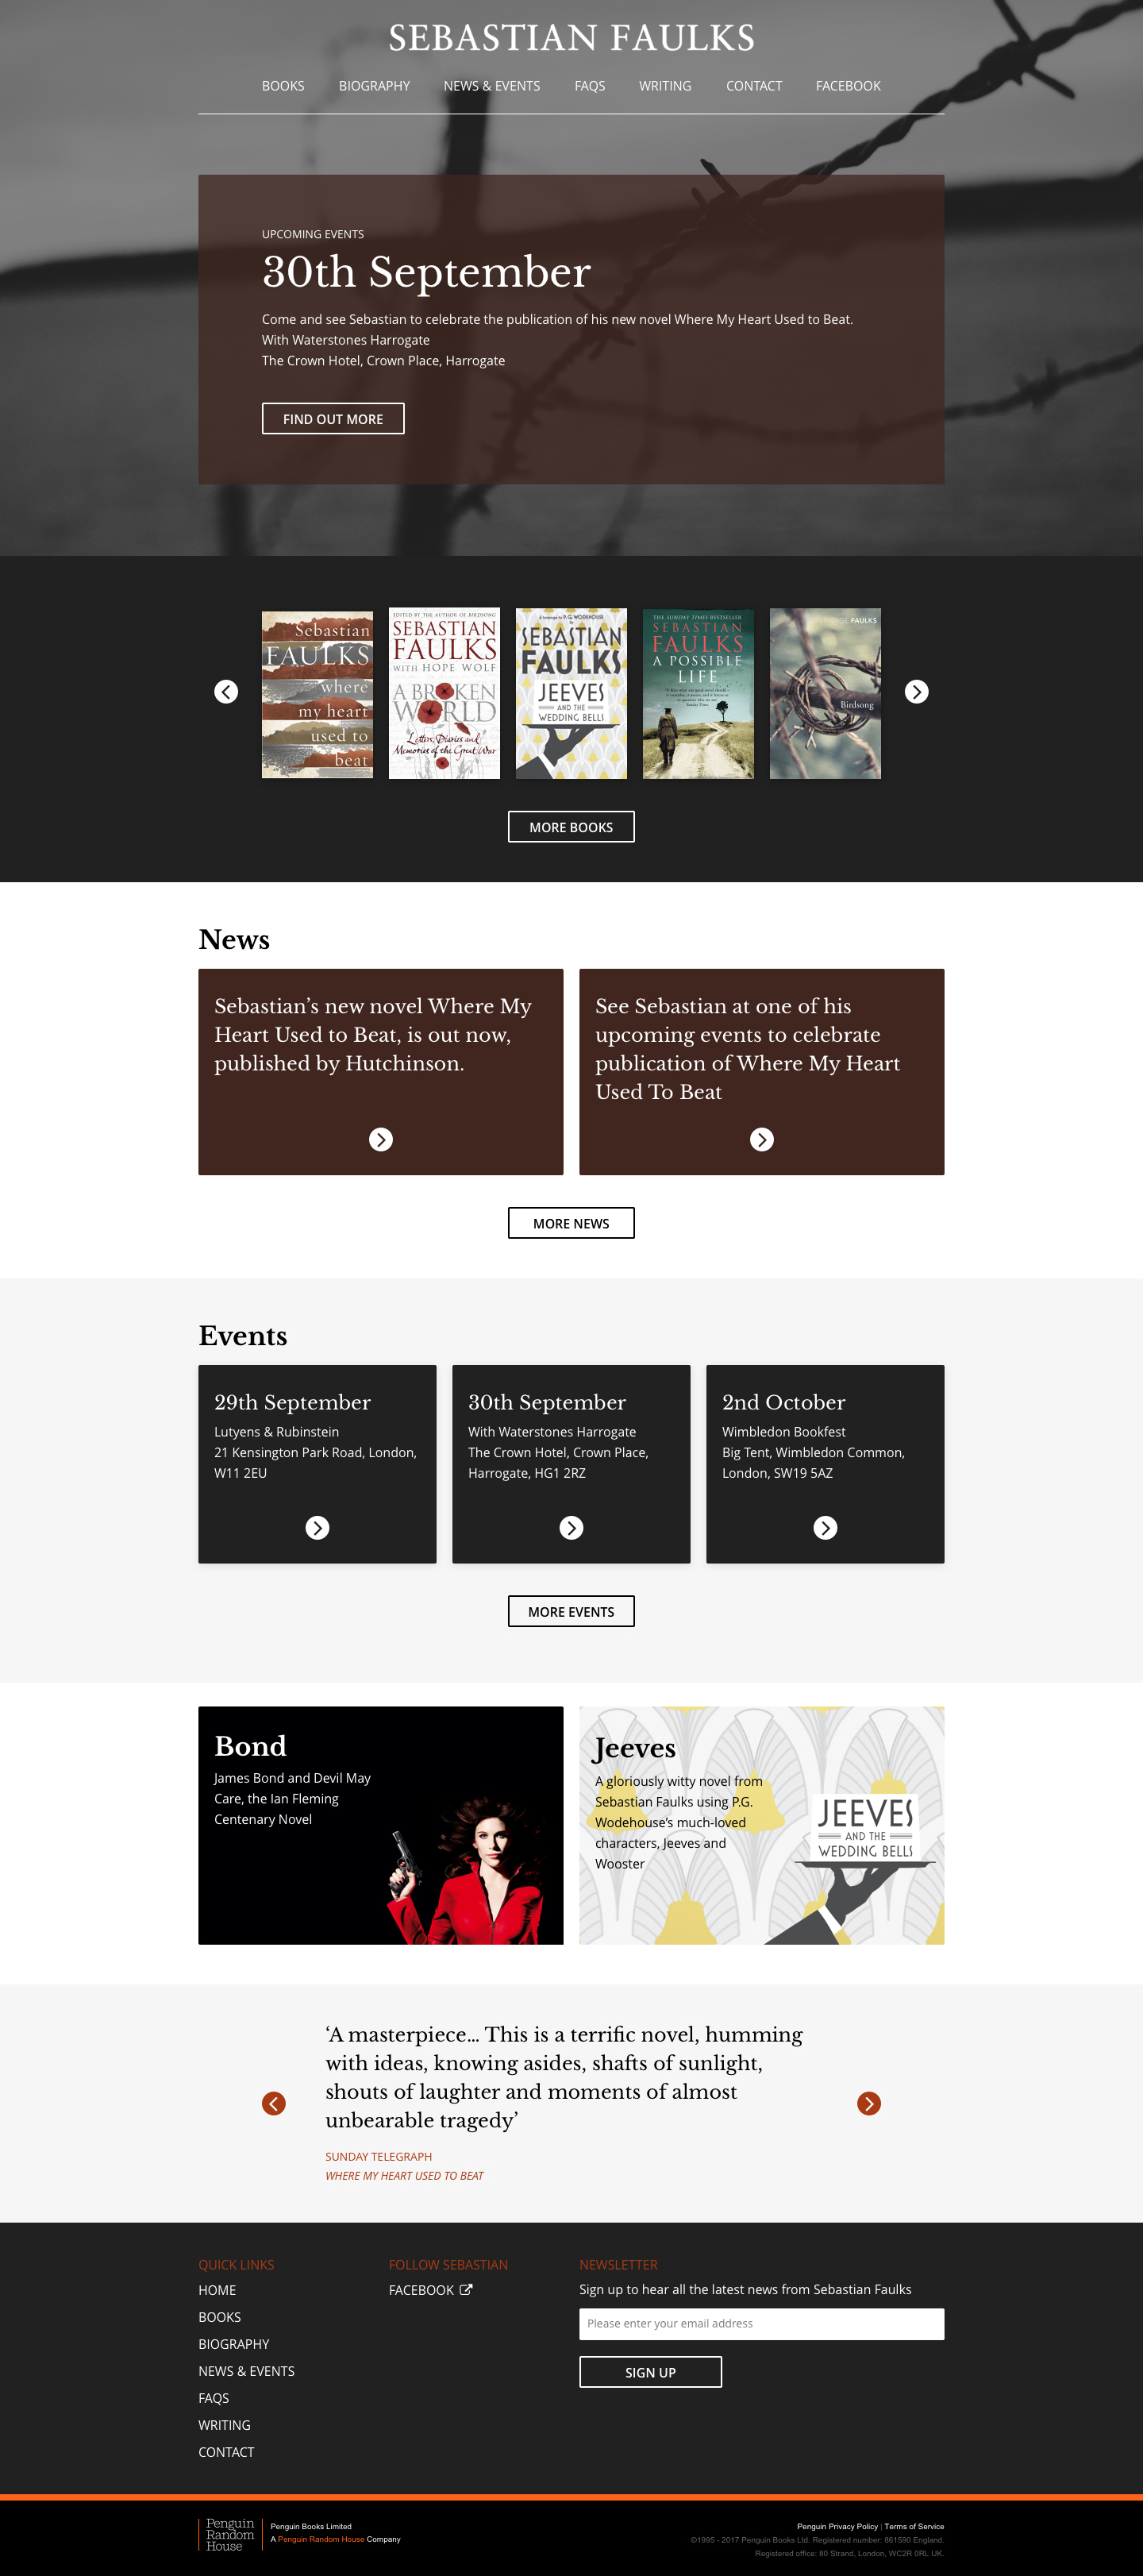 SEBASTIAN FAULKS
BOOKS BIOGRAPHY NEWS & EVENTS FAQS WRITING CONTACT FACEBOOK
UPCOMING EVENTS
30th September
Come and see Sebastian to celebrate the publication of his new novel Where My Heart Used to Beat.
With Waterstones Harrogate
The Crown Hotel, Crown Place, Harrogate
FIND OUT MORE
Sebastian
FAULKS
where
my heart
used to
beat
EDITED BY THE AUTHOR OF BIRDSONG
SEBASTIAN
FAULKS
WITH HOPE WOLF
A BROKEN
WORLD
Letters, Diaries and
Memories of the Great War
A homage to P.G. WODEHOUSE by
SEBASTIAN
FAULKS
JEEVES
AND THE
WEDDING BELLS
THE SUNDAY TIMES BESTSELLER
SEBASTIAN
FAULKS
A POSSIBLE
LIFE
Sunday Times
FAULKS
Birdsong
MORE BOOKS
News
Sebastian’s new novel Where My
Heart Used to Beat, is out now,
published by Hutchinson.
See Sebastian at one of his
upcoming events to celebrate
publication of Where My Heart
Used To Beat
MORE NEWS
Events
29th September
Lutyens & Rubinstein
21 Kensington Park Road, London,
W11 2EU
30th September
With Waterstones Harrogate
The Crown Hotel, Crown Place,
Harrogate, HG1 2RZ
2nd October
Wimbledon Bookfest
Big Tent, Wimbledon Common,
London, SW19 5AZ
MORE EVENTS
Bond
James Bond and Devil May
Care, the Ian Fleming
Centenary Novel
Jeeves
A gloriously witty novel from
Sebastian Faulks using P.G.
Wodehouse’s much-loved
characters, Jeeves and
Wooster
JEEVES
AND THE
WEDDING BELLS
‘A masterpiece… This is a terrific novel, humming
with ideas, knowing asides, shafts of sunlight,
shouts of laughter and moments of almost
unbearable tragedy’
SUNDAY TELEGRAPH
WHERE MY HEART USED TO BEAT
QUICK LINKS
HOME
BOOKS
BIOGRAPHY
NEWS & EVENTS
FAQS
WRITING
CONTACT
FOLLOW SEBASTIAN
FACEBOOK
NEWSLETTER
Sign up to hear all the latest news from Sebastian Faulks
Please enter your email address
SIGN UP
Penguin
Random
House
Penguin Books Limited
A Penguin Random House Company
Penguin Privacy Policy | Terms of Service
©1995 - 2017 Penguin Books Ltd. Registered number: 861590 England.
Registered office: 80 Strand, London, WC2R 0RL UK.